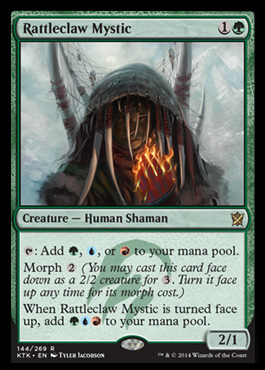 Rattleclaw Mystic 1
Creature — Human Shaman
: Add , , or to your mana pool.
Morph 2 (You may cast this card face
down as a 2/2 creature for 3. Turn it face
up any time for its morph cost.)
When Rattleclaw Mystic is turned face
up, add to your mana pool.
2/1
144/269 R
KTK • EN TYLER JACOBSON
™ & © 2014 Wizards of the Coast